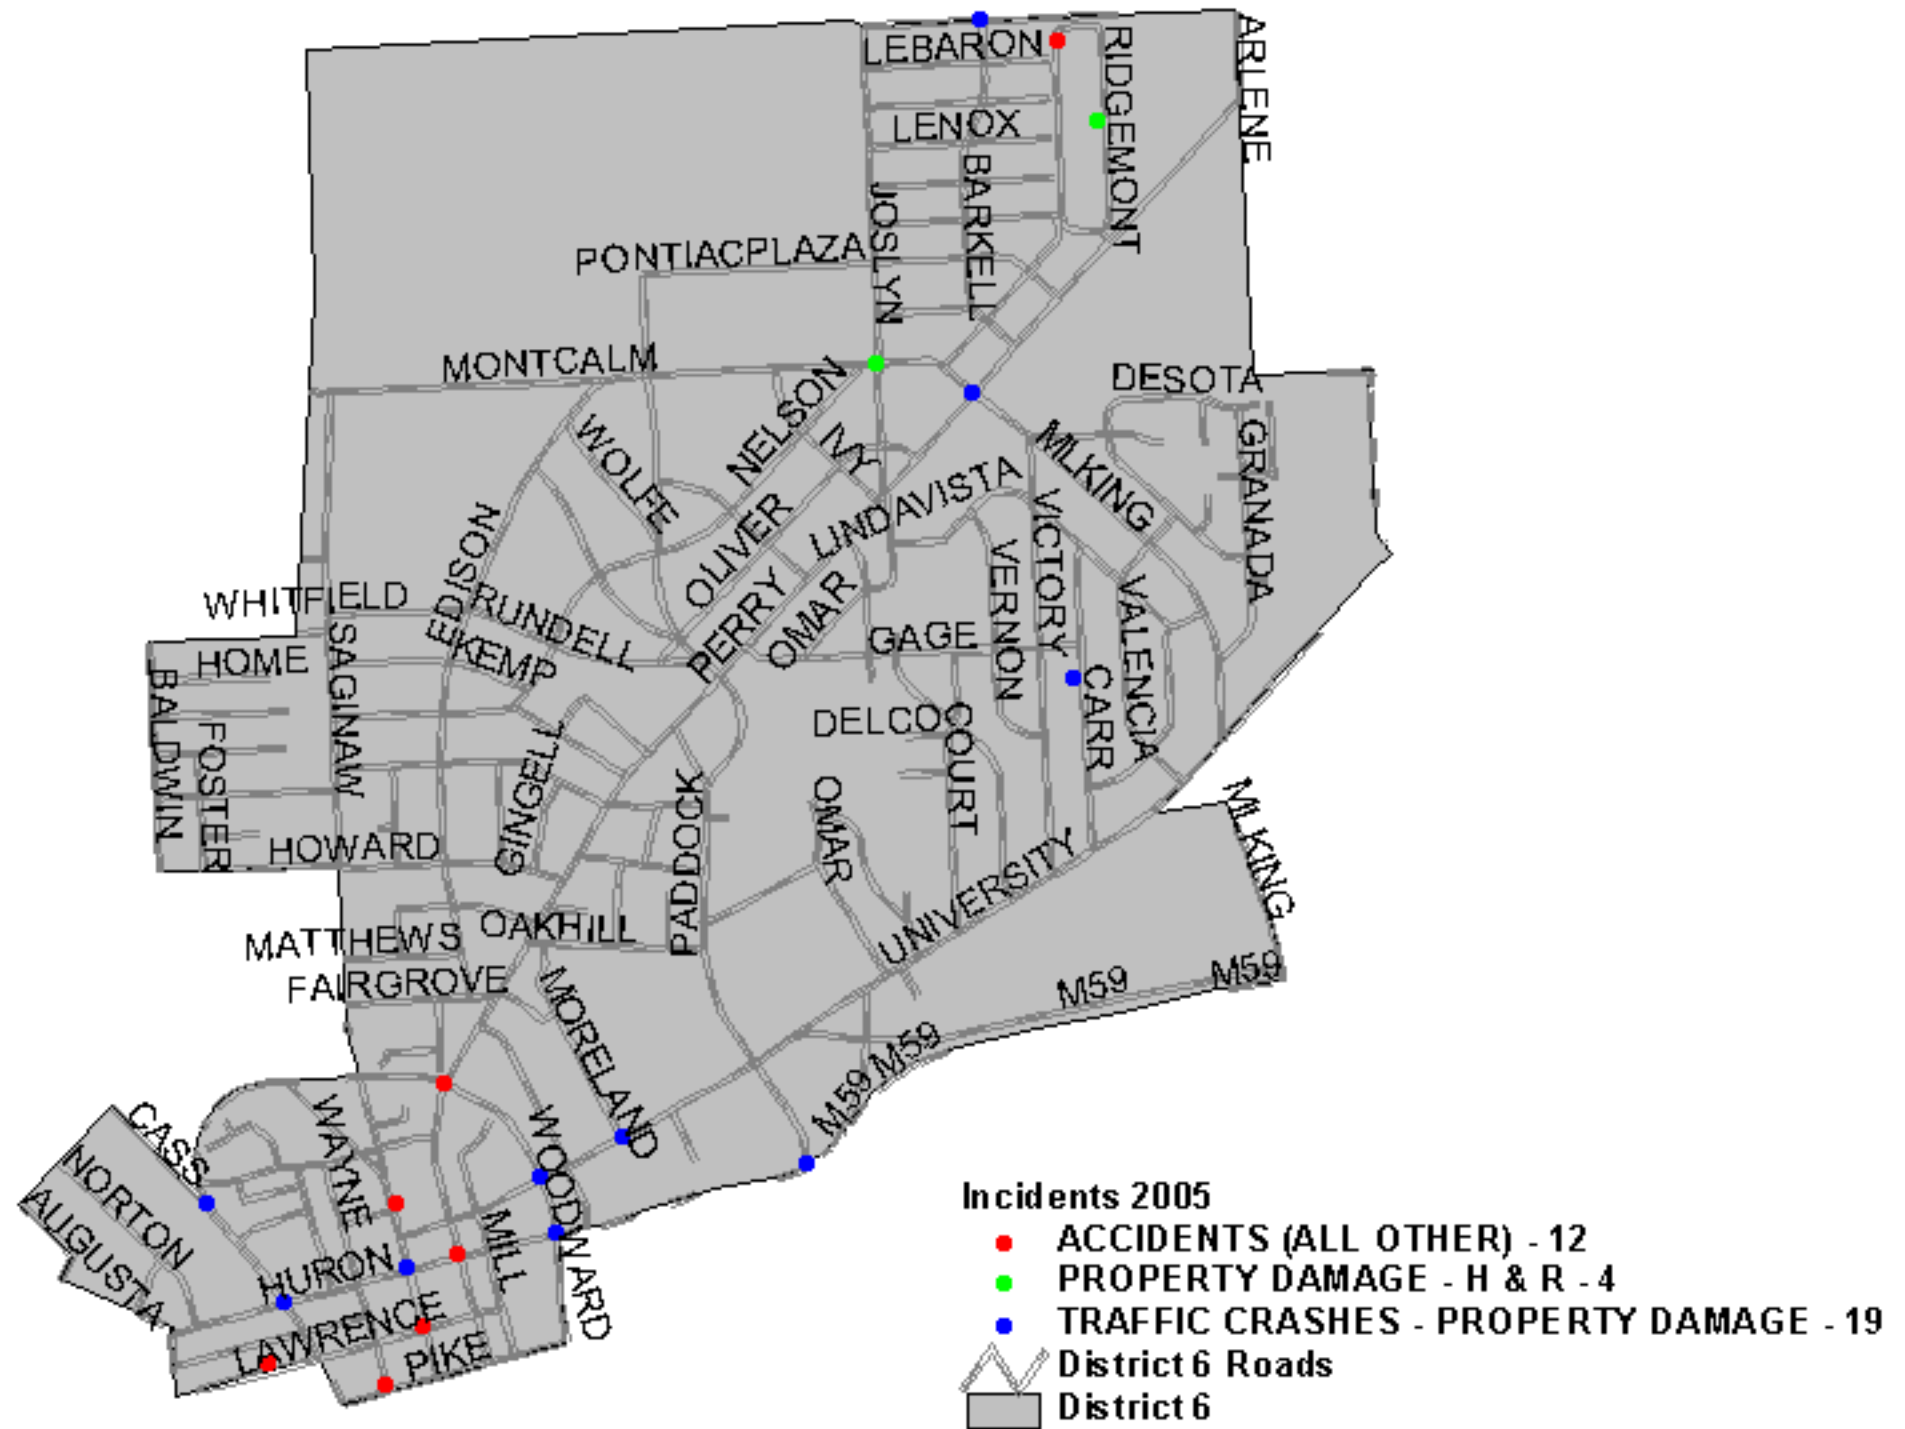 ARLENE
LEBARON
RIDGEMONT
LENOX
BARKELL
JOSLYN
PONTIACPLAZA
MONTCALM
NELSON
DESOTA
WOLFE
IVY
MLKING
GRANADA
LINDAVISTA
OLIVER
EDISON
VICTORY
VERNON
WHITFIELD
RUNDELL
PERRY
OMAR
VALENCIA
GAGE
HOME
KEMP
SAGINAW
BALDWIN
FOSTER
CARR
DELCO
COURT
GINGELL
PADDOCK
OMAR
MLKING
HOWARD
UNIVERSITY
OAKHILL
MATTHEWS
FAIRGROVE
MORELAND
M59
M59
M59
M59
CASS
WAYNE
WOODWARD
NORTON
AUGUSTA
MILL
HURON
LAWRENCE
PIKE
Incidents 2005
ACCIDENTS (ALL OTHER) - 12
PROPERTY DAMAGE - H & R - 4
TRAFFIC CRASHES - PROPERTY DAMAGE - 19
District 6 Roads
District 6